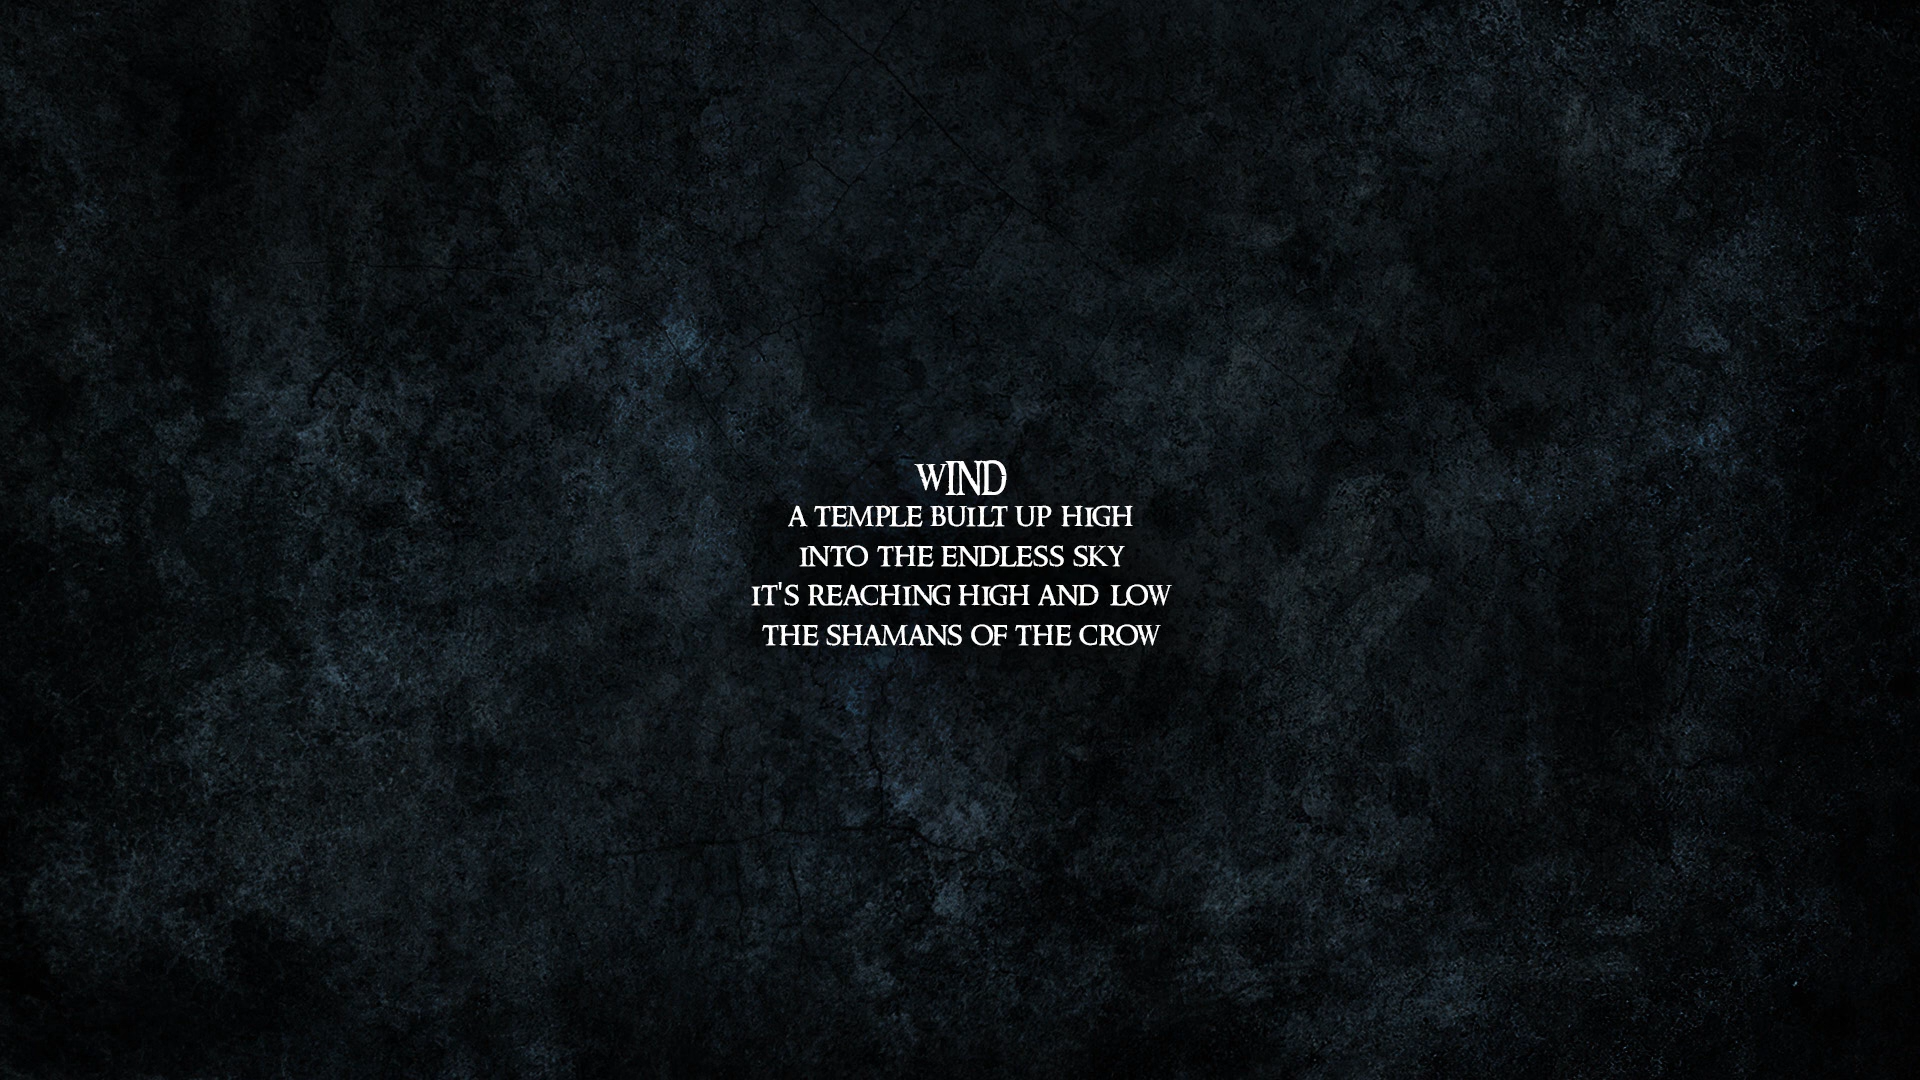 WIND
A TEMPLE BUILT UP HIGH
INTO THE ENDLESS SKY
IT'S REACHING HIGH AND LOW
THE SHAMANS OF THE CROW